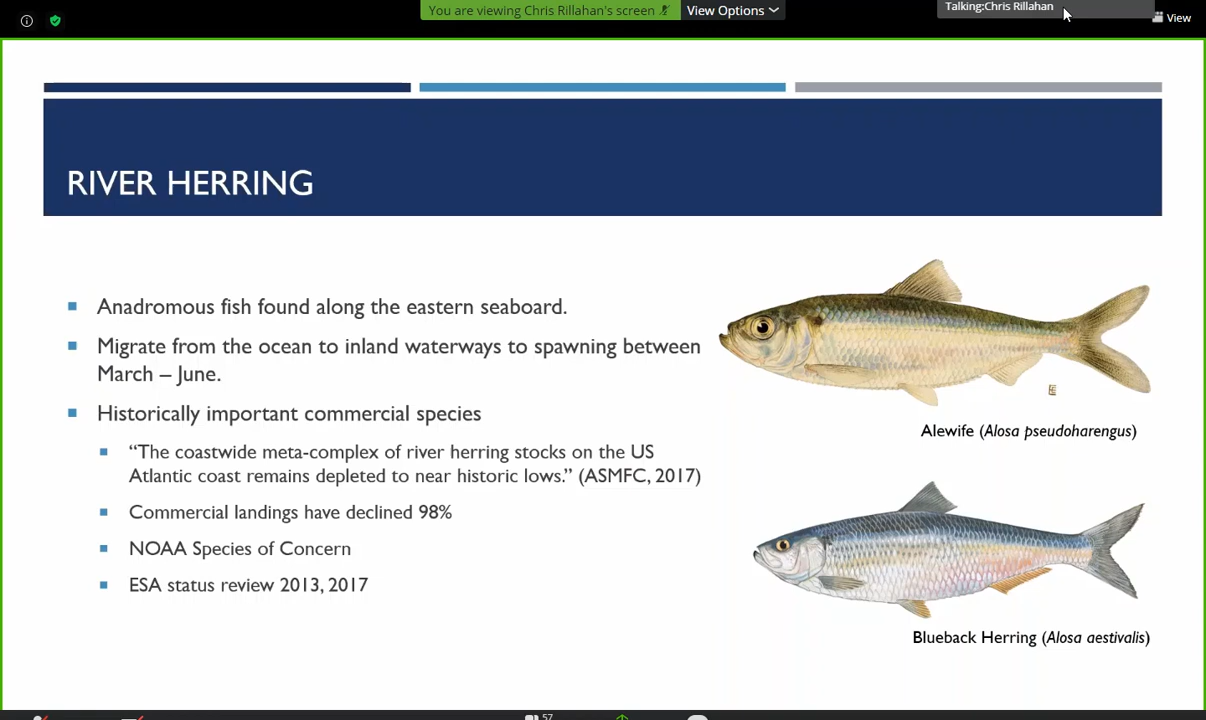 You are viewing Chris Rillahan's screen
View Options
Talking:Chris Rillahan
View
RIVER HERRING
Anadromous fish found along the eastern seaboard.
Migrate from the ocean to inland waterways to spawning between
March – June.
Historically important commercial species
“The coastwide meta-complex of river herring stocks on the US
Atlantic coast remains depleted to near historic lows.” (ASMFC, 2017)
Commercial landings have declined 98%
NOAA Species of Concern
ESA status review 2013, 2017
Alewife (Alosa pseudoharengus)
Blueback Herring (Alosa aestivalis)
57